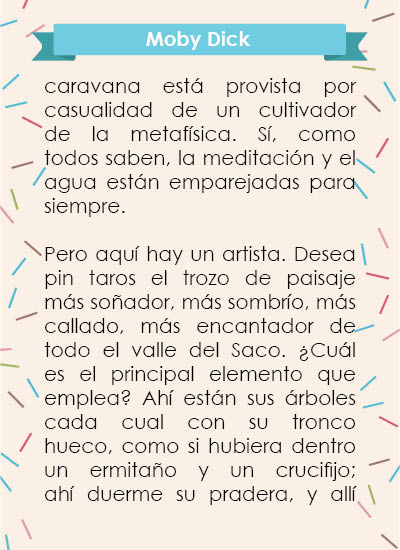 Moby Dick
caravana está provista por
casualidad de un cultivador
de la metafísica. Sí, como
todos saben, la meditación y el
agua están emparejadas para
siempre.
Pero aquí hay un artista. Desea
pin taros el trozo de paisaje
más soñador, más sombrío, más
callado, más encantador de
todo el valle del Saco. ¿Cuál
es el principal elemento que
emplea? Ahí están sus árboles
cada cual con su tronco
hueco, como si hubiera dentro
un ermitaño y un crucifijo;
ahí duerme su pradera, y allí